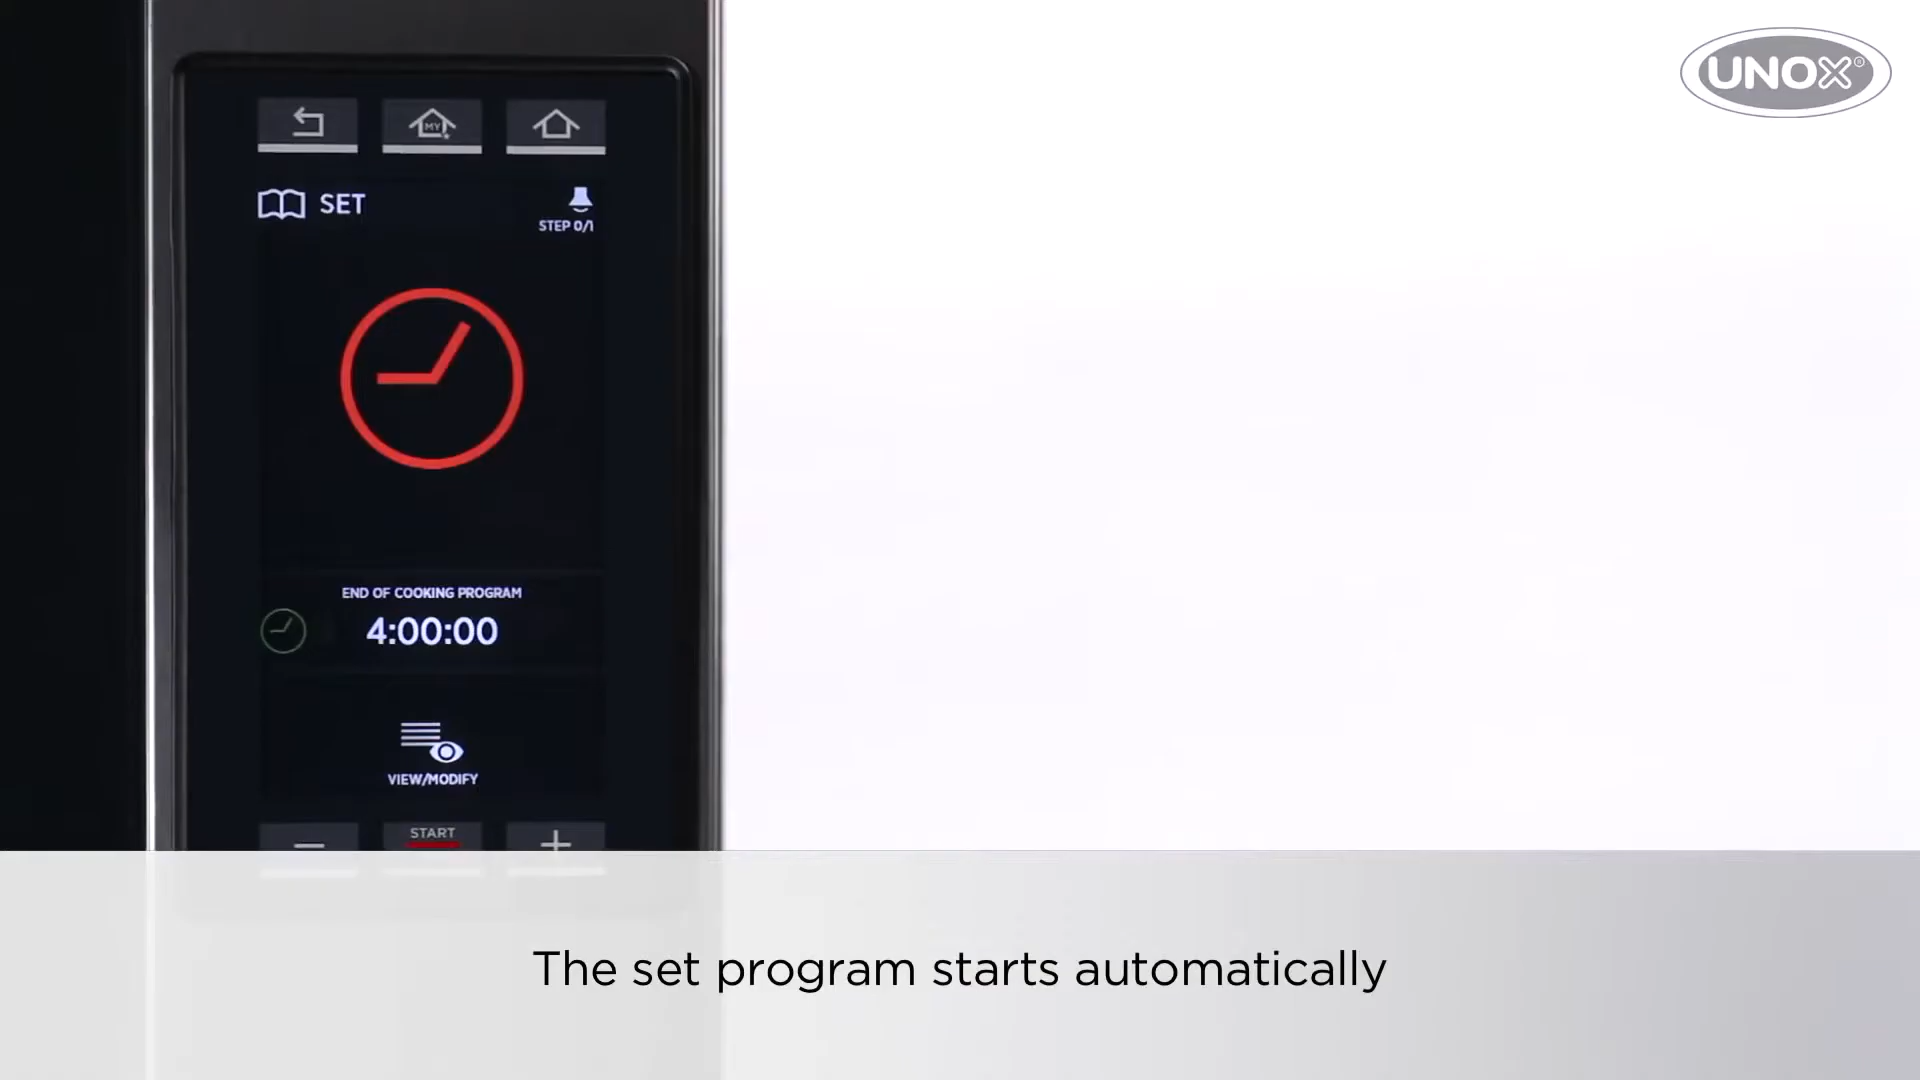 UNOX®
MY
SET
STEP 0/1
END OF COOKING PROGRAM
4:00:00
VIEW/MODIFY
START
The set program starts automatically